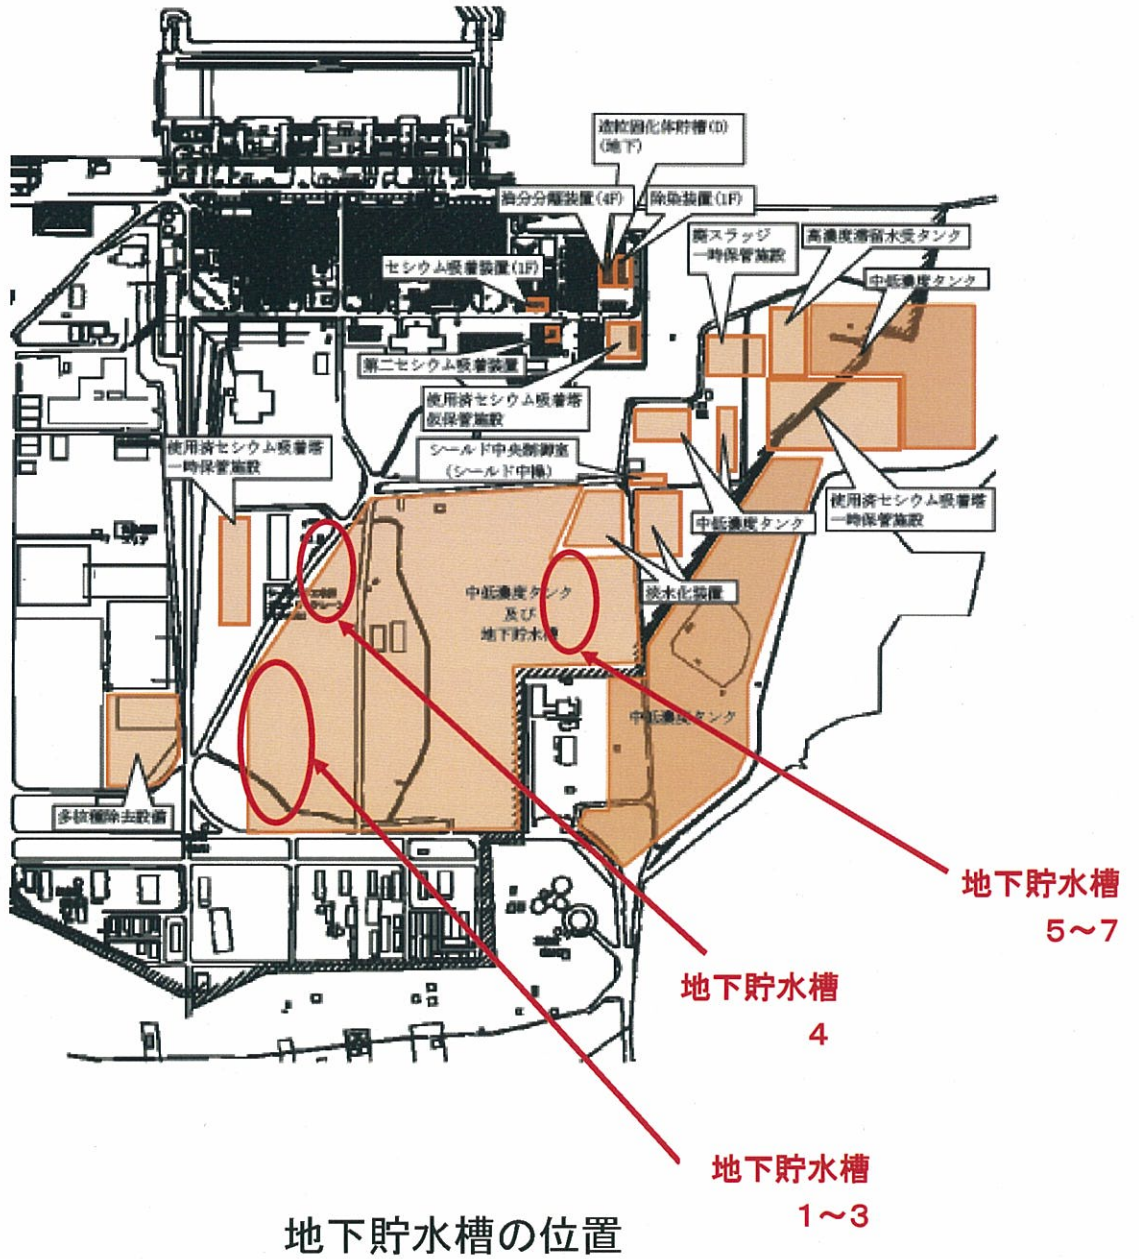 造粒固化体貯槽(D)
(地下)
油分分離装置(4F)
除染装置(1F)
廃スラッジ
一時保管施設
高濃度滞留水受タンク
中低濃度タンク
セシウム吸着装置(1F)
第二セシウム吸着装置
使用済セシウム吸着塔
仮保管施設
使用済セシウム吸着塔
一時保管施設
シールド中央制御室
(シールド中操)
中低濃度タンク
使用済セシウム吸着塔
一時保管施設
中低濃度タンク
及び
地下貯水槽
淡水化装置
中低濃度タンク
多核種除去設備
地下貯水槽
5～7
地下貯水槽
4
地下貯水槽
1～3
地下貯水槽の位置